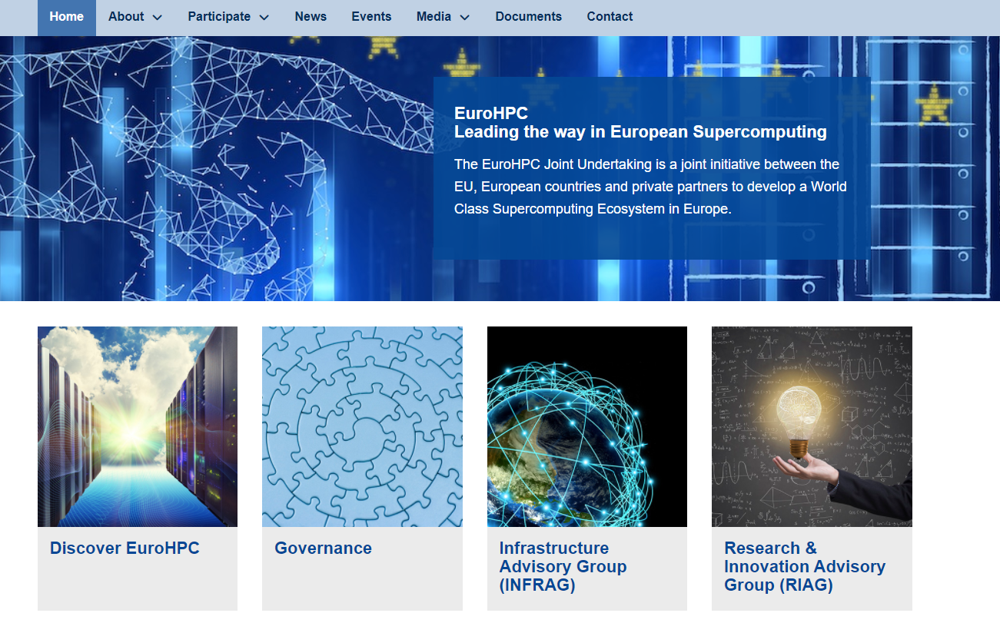 Home About Participate News Events Media Documents Contact
EuroHPC
Leading the way in European Supercomputing
The EuroHPC Joint Undertaking is a joint initiative between the
EU, European countries and private partners to develop a World
Class Supercomputing Ecosystem in Europe.
Discover EuroHPC
Governance
Infrastructure
Advisory Group
(INFRAG)
Research &
Innovation Advisory
Group (RIAG)